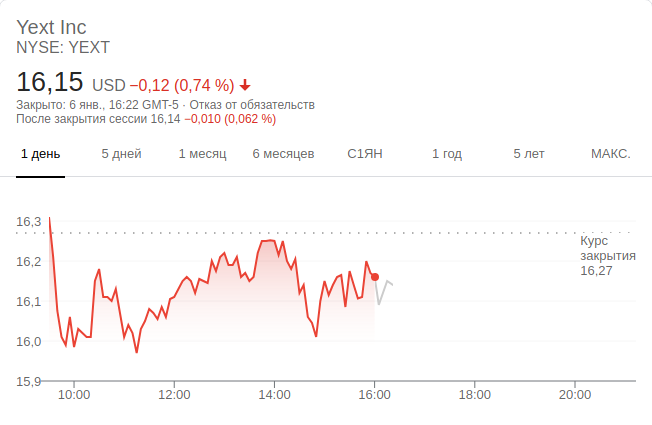 Yext Inc
NYSE: YEXT
16,15 USD −0,12 (0,74 %)
Закрыто: 6 янв., 16:22 GMT-5 · Отказ от обязательств
После закрытия сессии 16,14 −0,010 (0,062 %)
1 день 5 дней 1 месяц 6 месяцев С1ЯН 1 год 5 лет МАКС.
16,3
Курс
закрытия
16,27
16,2
16,1
16,0
15,9
10:00 12:00 14:00 16:00 18:00 20:00